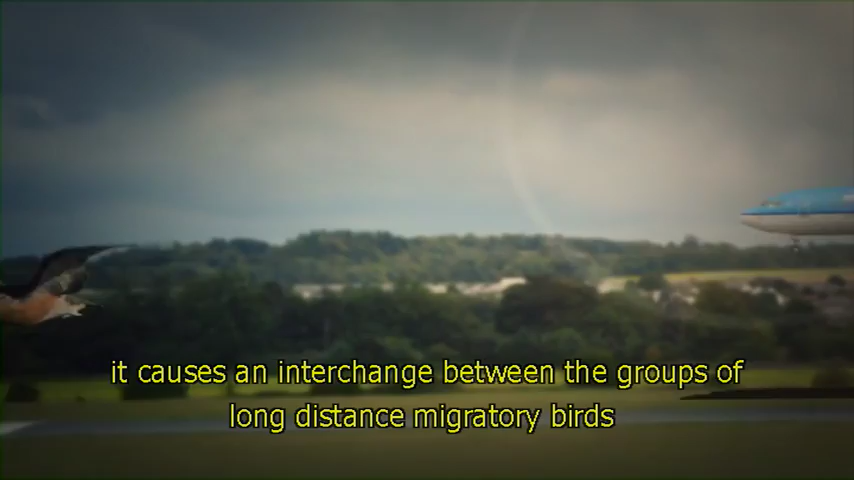 it causes an interchange between the groups of
long distance migratory birds